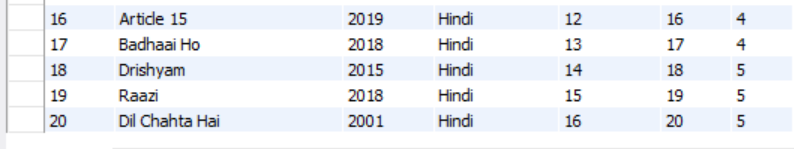 16 Article 15 2019 Hindi 12 16 4
17 Badhaai Ho 2018 Hindi 13 17 4
18 Drishyam 2015 Hindi 14 18 5
19 Raazi 2018 Hindi 15 19 5
20 Dil Chahta Hai 2001 Hindi 16 20 5